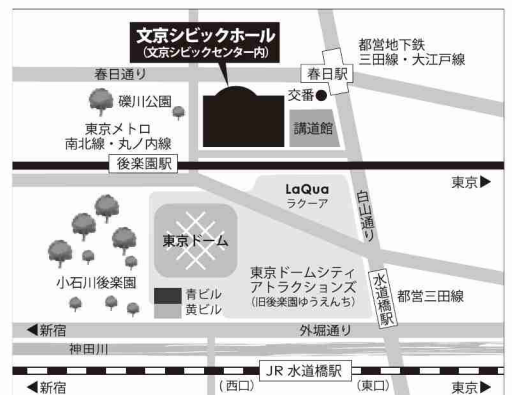 文京シビックホール
(文京シビックセンター内)
都営地下鉄
三田線・大江戸線
春日通り
春日駅
礫川公園
交番
講道館
東京メトロ
南北線・丸ノ内線
後楽園駅
東京▶
LaQua
ラクーア
白山通り
東京ドーム
小石川後楽園
東京ドームシティ
アトラクションズ
(旧後楽園ゆうえんち)
青ビル
黄ビル
水道橋駅
都営三田線
◀新宿
外堀通り
神田川
JR 水道橋駅
◀新宿
(西口)
(東口)
東京▶